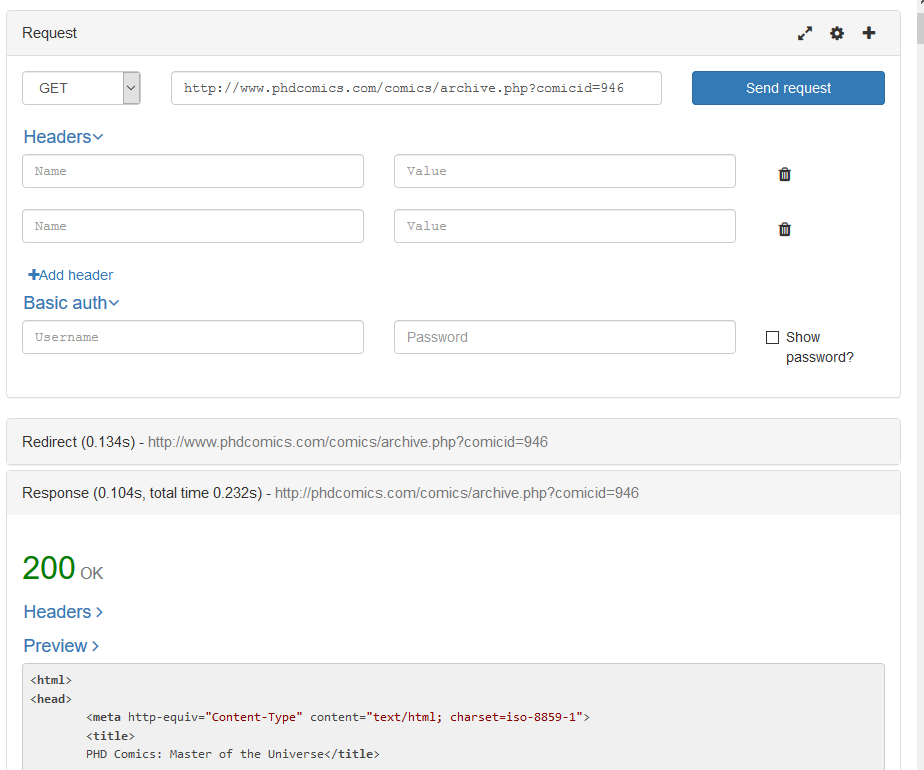 Request
GET
http://www.phdcomics.com/comics/archive.php?comicid=946
Send request
Headers
Name
Value
Name
Value
Add header
Basic auth
Username
Password
Show
password?
Redirect (0.134s) - http://www.phdcomics.com/comics/archive.php?comicid=946
Response (0.104s, total time 0.232s) - http://phdcomics.com/comics/archive.php?comicid=946
200 OK
Headers
Preview
<html>
<head>
<meta http-equiv="Content-Type" content="text/html; charset=iso-8859-1">
<title>
PHD Comics: Master of the Universe</title>